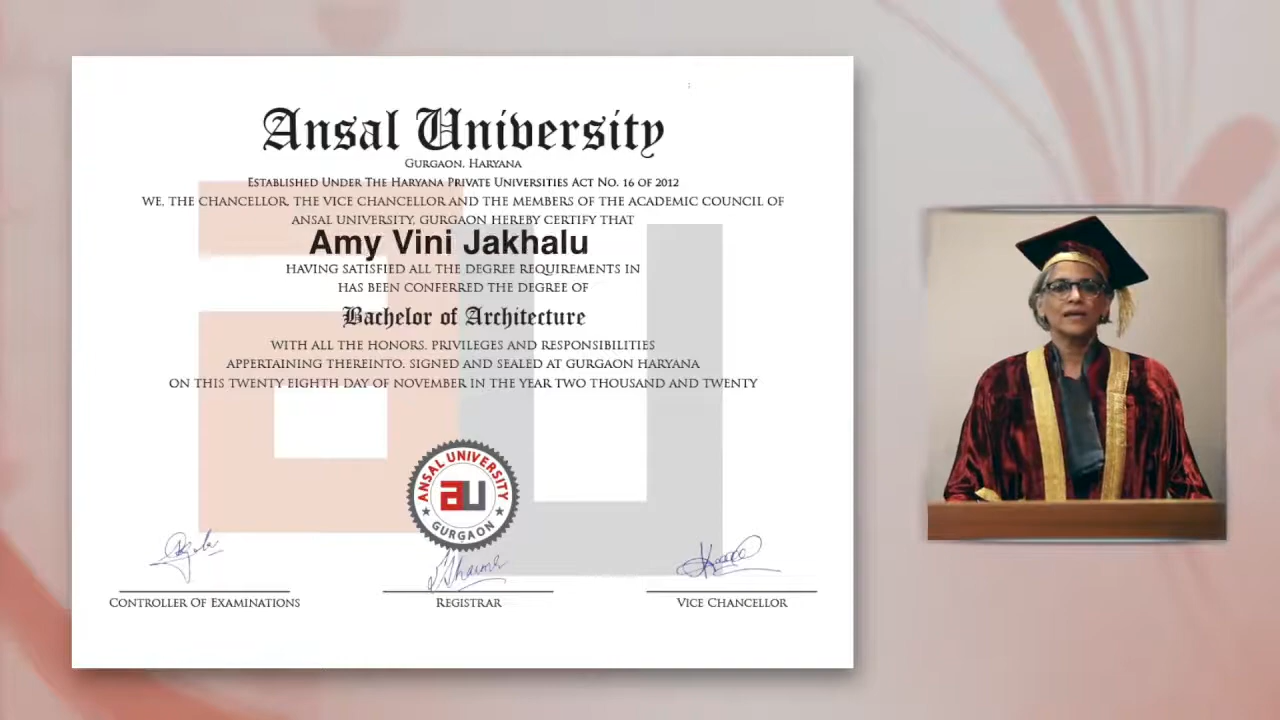 Ansal University
GURGAON, HARYANA
ESTABLISHED UNDER THE HARYANA PRIVATE UNIVERSITIES ACT NO. 16 OF 2012
WE, THE CHANCELLOR, THE VICE CHANCELLOR AND THE MEMBERS OF THE ACADEMIC COUNCIL OF
ANSAL UNIVERSITY, GURGAON HEREBY CERTIFY THAT
Amy Vini Jakhalu
HAVING SATISFIED ALL THE DEGREE REQUIREMENTS IN
HAS BEEN CONFERRED THE DEGREE OF
Bachelor of Architecture
WITH ALL THE HONORS, PRIVILEGES AND RESPONSIBILITIES
APPERTAINING THEREINTO. SIGNED AND SEALED AT GURGAON HARYANA
ON THIS TWENTY EIGHTH DAY OF NOVEMBER IN THE YEAR TWO THOUSAND AND TWENTY
au
ANSAL UNIVERSITY
au
GURGAON
CONTROLLER OF EXAMINATIONS
REGISTRAR
VICE CHANCELLOR